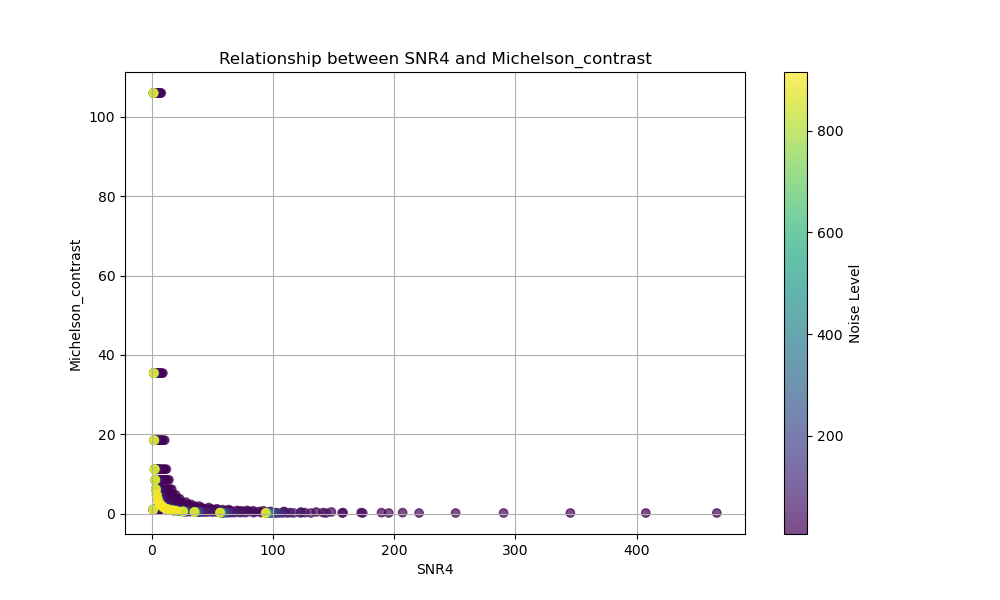 Relationship between SNR4 and Michelson_contrast
Michelson_contrast
100
80
60
40
20
0
0 100 200 300 400
SNR4
800
600
400
200
Noise Level